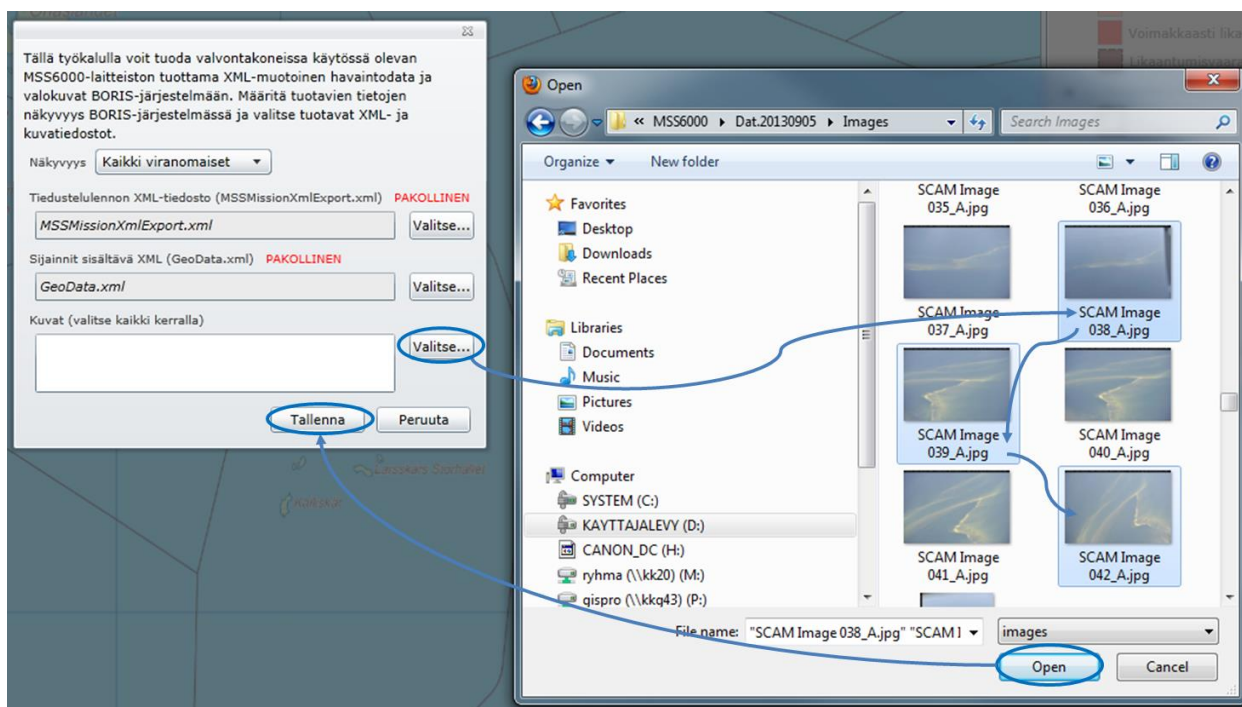 Voimakkaasti lika
Likaantumisvaara
Tällä työkalulla voit tuoda valvontakoneissa käytössä olevan
MSS6000-laitteiston tuottama XML-muotoinen havaintodata ja
valokuvat BORIS-järjestelmään. Määritä tuotavien tietojen
näkyvyys BORIS-järjestelmässä ja valitse tuotavat XML- ja
kuvatiedostot.
Näkyvyys Kaikki viranomaiset
Tiedustelulennon XML-tiedosto (MSSMissionXmlExport.xml) PAKOLLINEN
MSSMissionXmlExport.xml Valitse...
Sijainnit sisältävä XML (GeoData.xml) PAKOLLINEN
GeoData.xml Valitse...
Kuvat (valitse kaikki kerralla)
Valitse...
Tallenna Peruuta
Open
« MSS6000 Dat.20130905 Images Search Images
Organize New folder
Favorites
Desktop
Downloads
Recent Places
Libraries
Documents
Music
Pictures
Videos
Computer
SYSTEM (C:)
KAYTTAJALEVY (D:)
CANON_DC (H:)
ryhma (\\kk20) (M:)
gispro (\\kkq43) (P:)
SCAM Image SCAM Image
035_A.jpg 036_A.jpg
SCAM Image SCAM Image
037_A.jpg 038_A.jpg
SCAM Image SCAM Image
039_A.jpg 040_A.jpg
SCAM Image SCAM Image
041_A.jpg 042_A.jpg
File name: "SCAM Image 038_A.jpg" "SCAM I images
Open Cancel